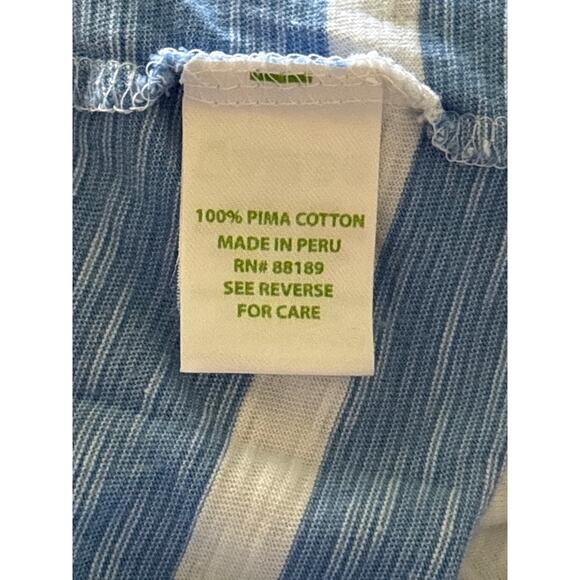 100% PIMA COTTON
MADE IN PERU
RN# 88189
SEE REVERSE
FOR CARE